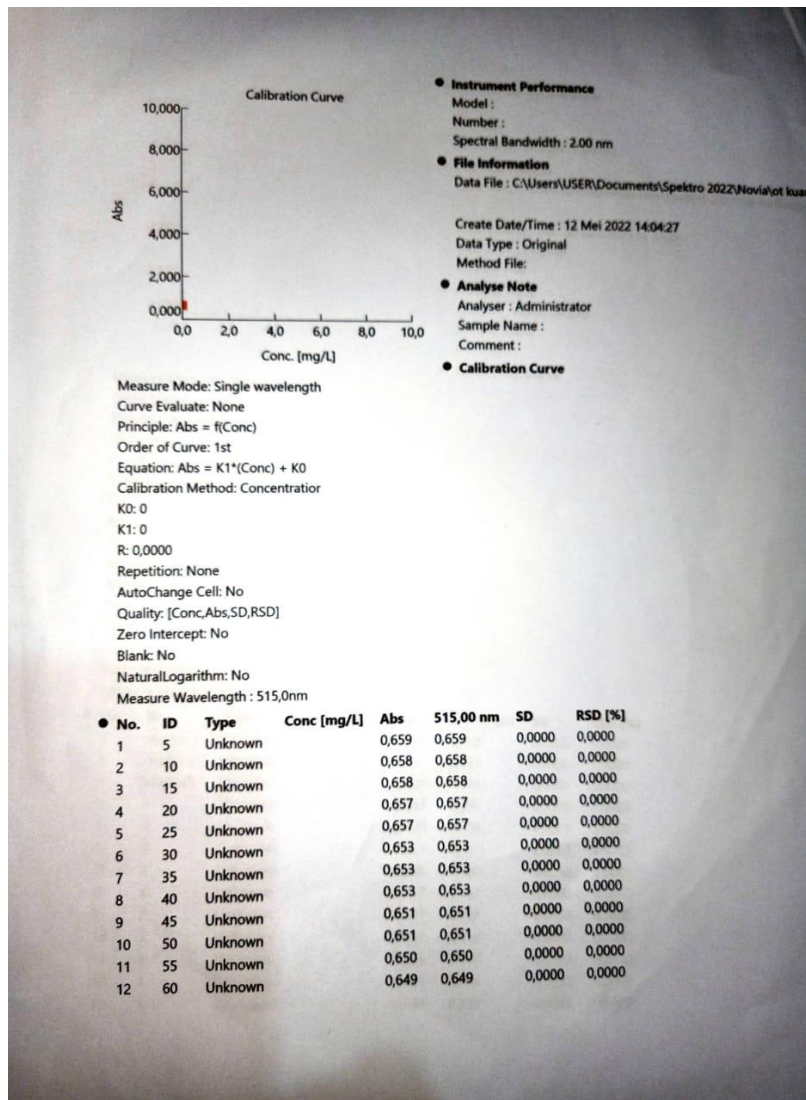 Calibration Curve
10,000
8,000
6,000
4,000
2,000
0,000
Abs
0,0 2,0 4,0 6,0 8,0 10,0
Conc. [mg/L]
● Instrument Performance
Model :
Number :
Spectral Bandwidth : 2.00 nm
● File Information
Data File : C:\Users\USER\Documents\Spektro 2022\Novia\ot kua
Create Date/Time : 12 Mei 2022 14:04:27
Data Type : Original
Method File:
● Analyse Note
Analyser : Administrator
Sample Name :
Comment :
● Calibration Curve
Measure Mode: Single wavelength
Curve Evaluate: None
Principle: Abs = f(Conc)
Order of Curve: 1st
Equation: Abs = K1*(Conc) + K0
Calibration Method: Concentratior
K0: 0
K1: 0
R: 0,0000
Repetition: None
AutoChange Cell: No
Quality: [Conc,Abs,SD,RSD]
Zero Intercept: No
Blank: No
NaturalLogarithm: No
Measure Wavelength : 515,0nm
● No. ID Type Conc [mg/L] Abs 515,00 nm SD RSD [%]
1 5 Unknown 0,659 0,659 0,0000 0,0000
2 10 Unknown 0,658 0,658 0,0000 0,0000
3 15 Unknown 0,658 0,658 0,0000 0,0000
4 20 Unknown 0,657 0,657 0,0000 0,0000
5 25 Unknown 0,657 0,657 0,0000 0,0000
6 30 Unknown 0,653 0,653 0,0000 0,0000
7 35 Unknown 0,653 0,653 0,0000 0,0000
8 40 Unknown 0,653 0,653 0,0000 0,0000
9 45 Unknown 0,651 0,651 0,0000 0,0000
10 50 Unknown 0,651 0,651 0,0000 0,0000
11 55 Unknown 0,650 0,650 0,0000 0,0000
12 60 Unknown 0,649 0,649 0,0000 0,0000